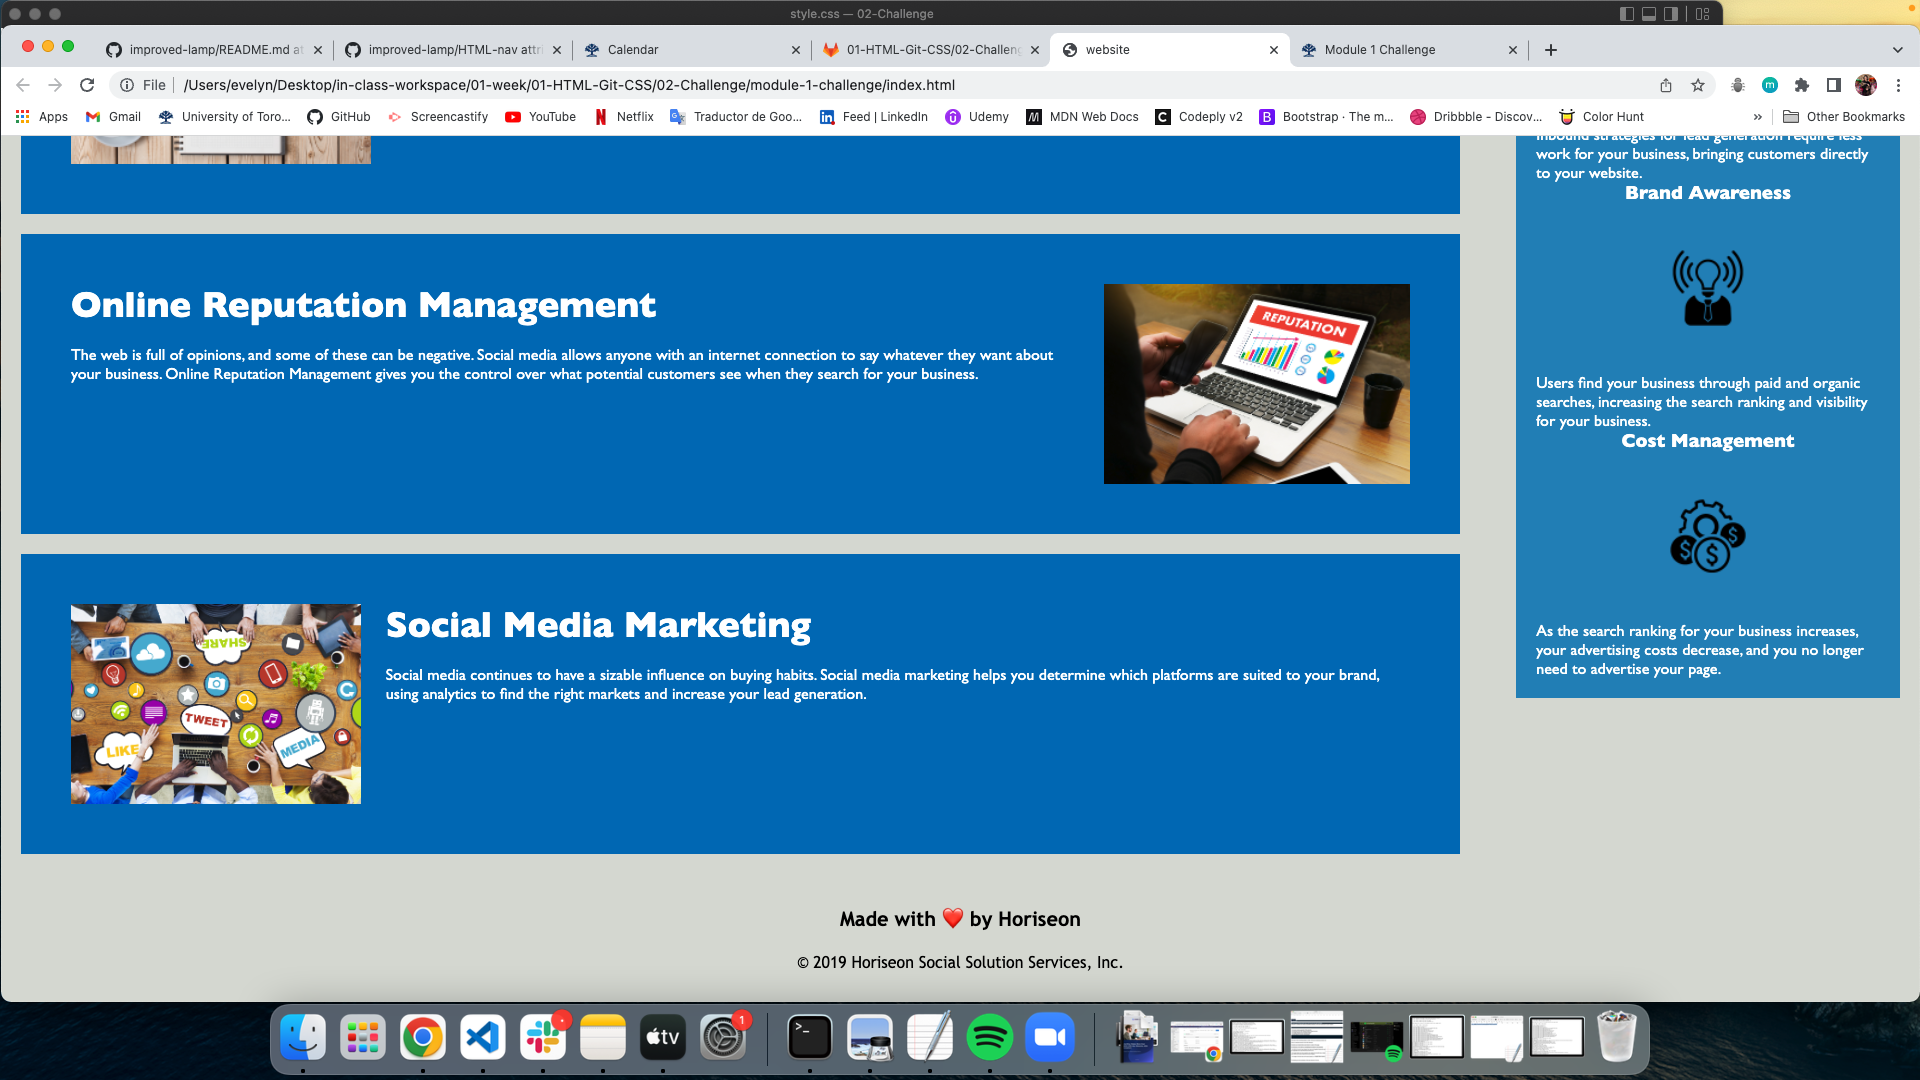 style.css — 02-Challenge
improved-lamp/README.md at
improved-lamp/HTML-nav attri
Calendar
01-HTML-Git-CSS/02-Challeng
website
Module 1 Challenge
File
/Users/evelyn/Desktop/in-class-workspace/01-week/01-HTML-Git-CSS/02-Challenge/module-1-challenge/index.html
Apps
Gmail
University of Toro...
GitHub
Screencastify
YouTube
Netflix
Traductor de Goo...
Feed | LinkedIn
Udemy
MDN Web Docs
Codeply v2
Bootstrap · The m...
Dribbble - Discov...
Color Hunt
»
Other Bookmarks
Online Reputation Management
The web is full of opinions, and some of these can be negative. Social media allows anyone with an internet connection to say whatever they want about
your business. Online Reputation Management gives you the control over what potential customers see when they search for your business.
REPUTATION
Social Media Marketing
Social media continues to have a sizable influence on buying habits. Social media marketing helps you determine which platforms are suited to your brand,
using analytics to find the right markets and increase your lead generation.
SHARE
TWEET
LIKE
MEDIA
inbound strategies for lead generation require less
work for your business, bringing customers directly
to your website.
Brand Awareness
Users find your business through paid and organic
searches, increasing the search ranking and visibility
for your business.
Cost Management
As the search ranking for your business increases,
your advertising costs decrease, and you no longer
need to advertise your page.
Made with ❤️ by Horiseon
© 2019 Horiseon Social Solution Services, Inc.
tv
1